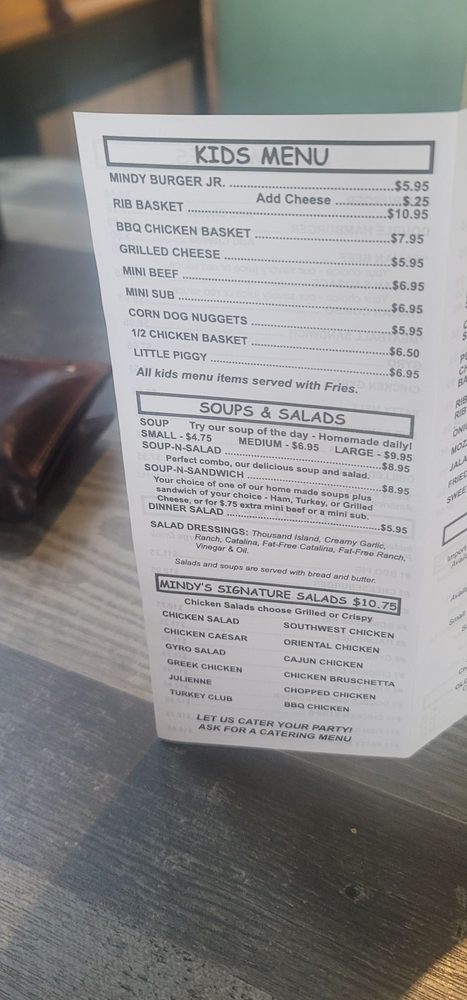 KIDS MENU
MINDY BURGER JR. ........................................$5.95
Add Cheese ................$.25
RIB BASKET ..................................................$10.95
BBQ CHICKEN BASKET ...................................$7.95
GRILLED CHEESE ..........................................$5.95
MINI BEEF .....................................................$6.95
MINI SUB ......................................................$6.95
CORN DOG NUGGETS ....................................$5.95
1/2 CHICKEN BASKET ....................................$6.50
LITTLE PIGGY ................................................$6.95
All kids menu items served with Fries.
SOUPS & SALADS
SOUP Try our soup of the day - Homemade daily!
SMALL - $4.75 MEDIUM - $6.95 LARGE - $9.95
SOUP-N-SALAD ..............................................$8.95
Perfect combo, our delicious soup and salad.
SOUP-N-SANDWICH ........................................$8.95
Your choice of one of our home made soups plus
sandwich of your choice - Ham, Turkey, or Grilled
Cheese, or for $.75 extra mini beef or a mini sub.
DINNER SALAD ..............................................$5.95
SALAD DRESSINGS: Thousand Island, Creamy Garlic,
Ranch, Catalina, Fat-Free Catalina, Fat-Free Ranch,
Vinegar & Oil.
Salads and soups are served with bread and butter.
MINDY'S SIGNATURE SALADS $10.75
Chicken Salads choose Grilled or Crispy
CHICKEN SALAD
CHICKEN CAESAR
GYRO SALAD
GREEK CHICKEN
JULIENNE
TURKEY CLUB
SOUTHWEST CHICKEN
ORIENTAL CHICKEN
CAJUN CHICKEN
CHICKEN BRUSCHETTA
CHOPPED CHICKEN
BBQ CHICKEN
LET US CATER YOUR PARTY!
ASK FOR A CATERING MENU